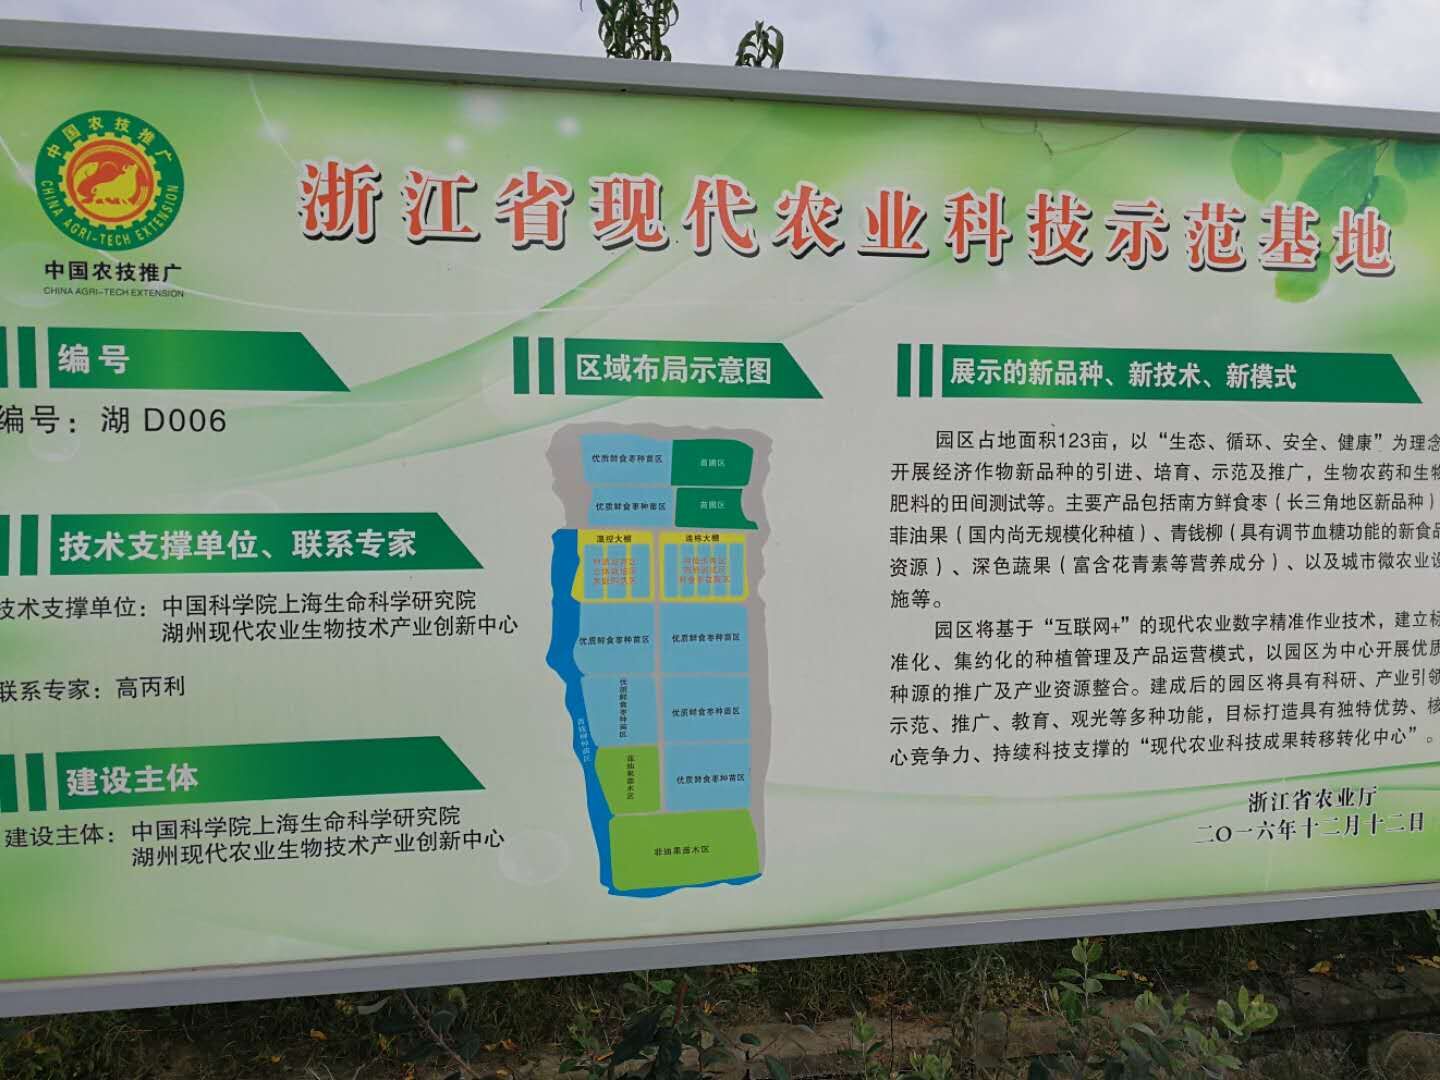 中国农技推广
CHINA AGRI-TECH EXTENSION
中国农技推广
CHINA AGRI-TECH EXTENSION
浙江省现代农业科技示范基地
编号
编号：湖 D006
技术支撑单位、联系专家
技术支撑单位：中国科学院上海生命科学研究院
湖州现代农业生物技术产业创新中心
联系专家：高丙利
建设主体
建设主体：中国科学院上海生命科学研究院
湖州现代农业生物技术产业创新中心
区域布局示意图
优质鲜食枣种苗区
苗圃区
优质鲜食枣种苗区
苗圃区
温控大棚
连栋大棚
优质鲜食枣种苗区
优质鲜食枣种苗区
优质鲜食枣种苗区
优质鲜食枣种苗区
青钱柳种苗区
优质鲜食枣种苗区
菲油果苗木区
展示的新品种、新技术、新模式
园区占地面积123亩，以“生态、循环、安全、健康”为理念
开展经济作物新品种的引进、培育、示范及推广，生物农药和生物
肥料的田间测试等。主要产品包括南方鲜食枣（长三角地区新品种）
菲油果（国内尚无规模化种植）、青钱柳（具有调节血糖功能的新食品
资源）、深色蔬果（富含花青素等营养成分）、以及城市微农业设
施等。
园区将基于“互联网+”的现代农业数字精准作业技术，建立标
准化、集约化的种植管理及产品运营模式，以园区为中心开展优质
种源的推广及产业资源整合。建成后的园区将具有科研、产业引领
示范、推广、教育、观光等多种功能，目标打造具有独特优势、核
心竞争力、持续科技支撑的“现代农业科技成果转移转化中心”。
浙江省农业厅
二〇一六年十二月十二日